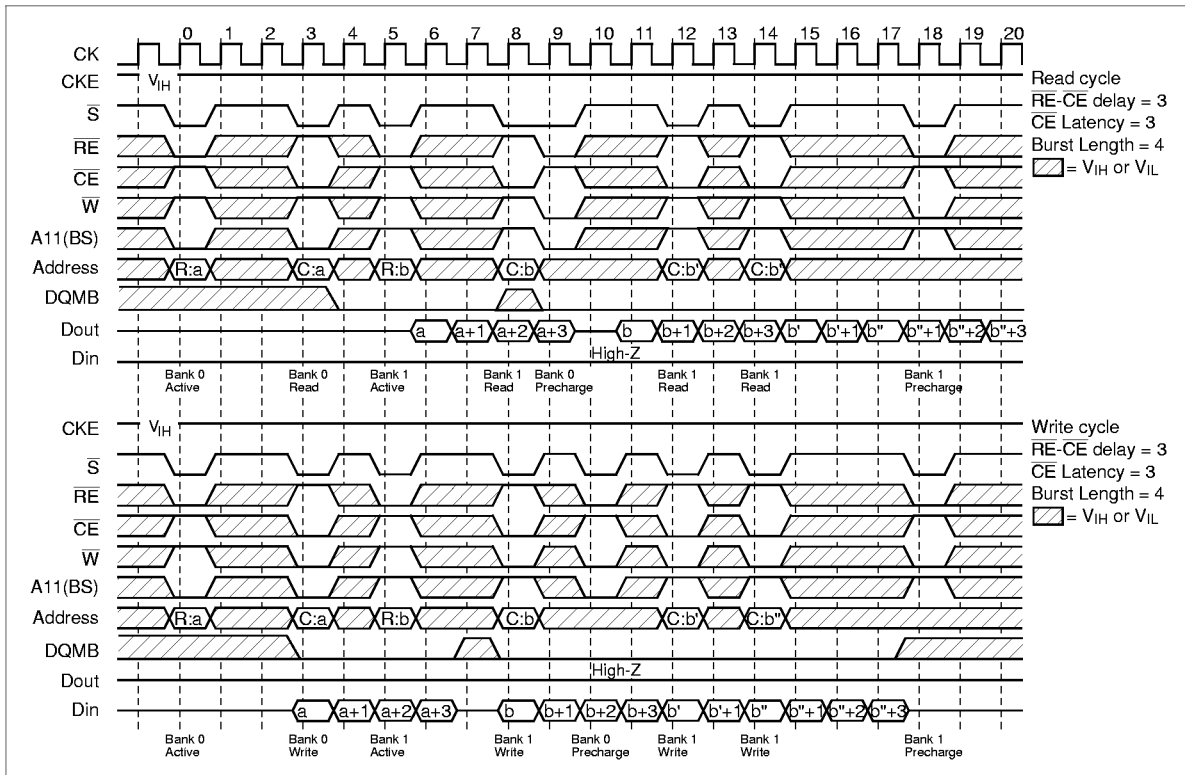 0 1 2 3 4 5 6 7 8 9 10 11 12 13 14 15 16 17 18 19 20
CK
CKE VIH
S
RE
CE
W
A11(BS)
Address R:a C:a R:b C:b C:b' C:b"
DQMB
Dout a a+1 a+2 a+3 b b+1 b+2 b+3 b' b'+1 b" b"+1 b"+2 b"+3
High-Z
Din
Bank 0 Active
Bank 0 Read
Bank 1 Active
Bank 1 Read
Bank 0 Precharge
Bank 1 Read
Bank 1 Read
Bank 1 Precharge
Read cycle
RE-CE delay = 3
CE Latency = 3
Burst Length = 4
= VIH or VIL
CKE VIH
S
RE
CE
W
A11(BS)
Address R:a C:a R:b C:b C:b' C:b"
DQMB
High-Z
Dout
Din a a+1 a+2 a+3 b b+1 b+2 b+3 b' b'+1 b" b"+1 b"+2 b"+3
Bank 0 Active
Bank 0 Write
Bank 1 Active
Bank 1 Write
Bank 0 Precharge
Bank 1 Write
Bank 1 Write
Bank 1 Precharge
Write cycle
RE-CE delay = 3
CE Latency = 3
Burst Length = 4
= VIH or VIL